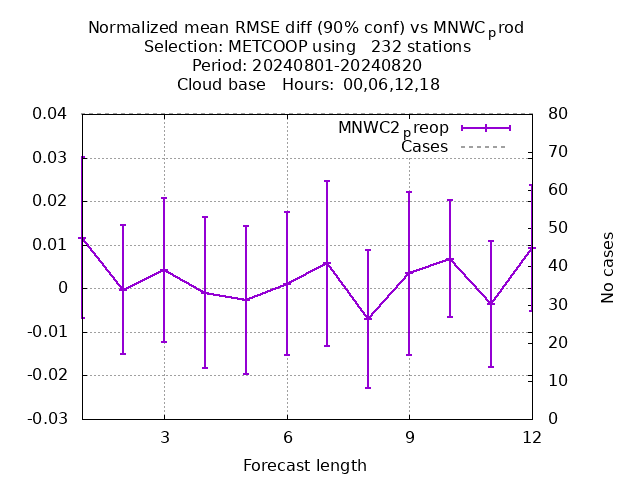 Normalized mean RMSE diff (90% conf) vs MNWCprod
Selection: METCOOP using   232 stations
Period: 20240801-20240820
Cloud base   Hours:  00,06,12,18
MNWC2preop
Cases
0.04
0.03
0.02
0.01
0
-0.01
-0.02
-0.03
80
70
60
50
40
30
20
10
0
No cases
3 6 9 12
Forecast length